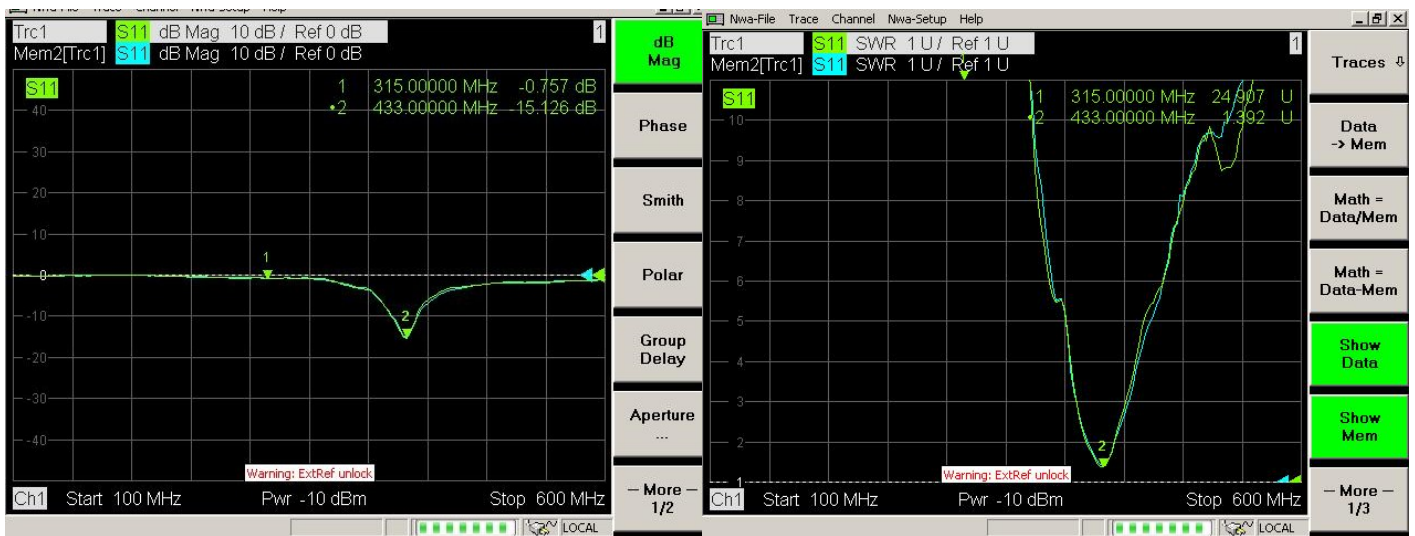 Nwa-File Trace Channel Nwa-Setup Help
Trc1 S11 dB Mag 10 dB / Ref 0 dB 1
Mem2[Trc1] S11 dB Mag 10 dB / Ref 0 dB
S11
1 315.00000 MHz -0.757 dB
•2 433.00000 MHz -15.126 dB
40
30
20
10
0
-10
-20
-30
-40
1
2
Warning: ExtRef unlock
Ch1 Start 100 MHz Pwr -10 dBm Stop 600 MHz
LOCAL
dB
Mag
Phase
Smith
Polar
Group
Delay
Aperture
...
— More —
1/2
Nwa-File Trace Channel Nwa-Setup Help
Trc1 S11 SWR 1 U / Ref 1 U 1
Mem2[Trc1] S11 SWR 1 U / Ref 1 U
S11
1 315.00000 MHz 24.907 U
•2 433.00000 MHz 1.392 U
10
9
8
7
6
5
4
3
2
1
2
Warning: ExtRef unlock
Ch1 Start 100 MHz Pwr -10 dBm Stop 600 MHz
LOCAL
Traces
Data
-> Mem
Math =
Data/Mem
Math =
Data-Mem
Show
Data
Show
Mem
— More —
1/3